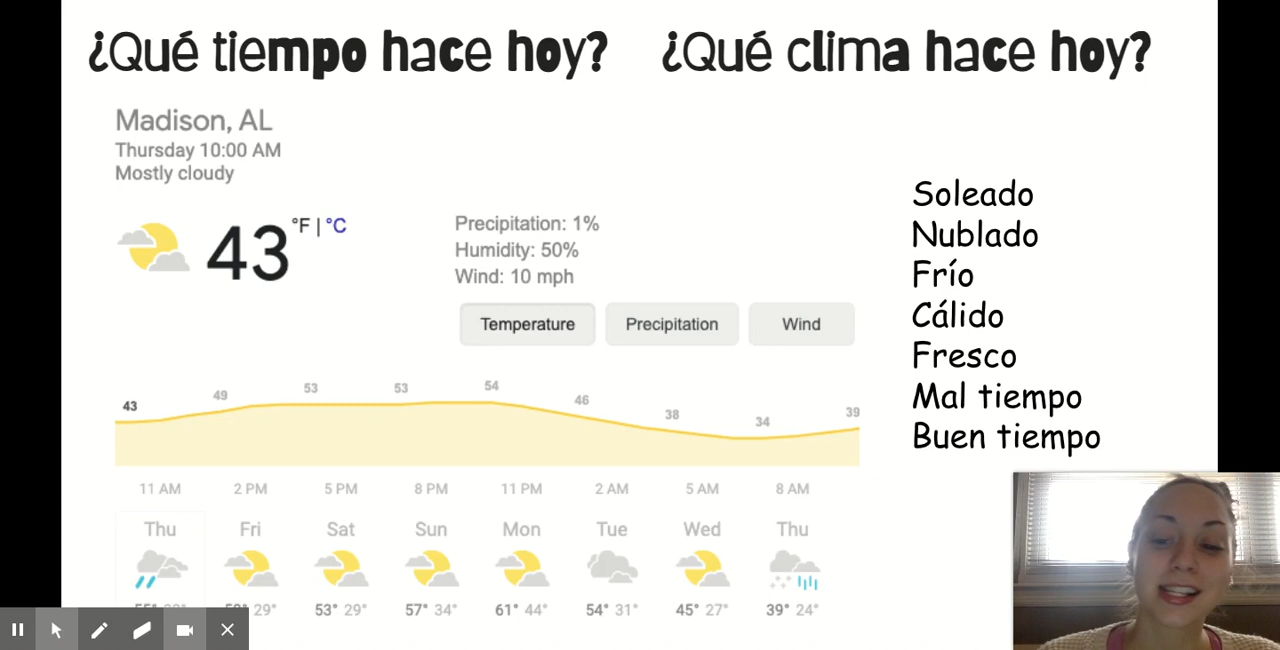 ¿Qué tiempo hace hoy? ¿Qué clima hace hoy?
Madison, AL
Thursday 10:00 AM
Mostly cloudy
43 °F | °C
Precipitation: 1%
Humidity: 50%
Wind: 10 mph
Temperature Precipitation Wind
43 49 53 53 54 46 38 34 39
11 AM 2 PM 5 PM 8 PM 11 PM 2 AM 5 AM 8 AM
Thu Fri Sat Sun Mon Tue Wed Thu
29° 53° 29° 57° 34° 61° 44° 54° 31° 45° 27° 39° 24°
Soleado
Nublado
Frío
Cálido
Fresco
Mal tiempo
Buen tiempo